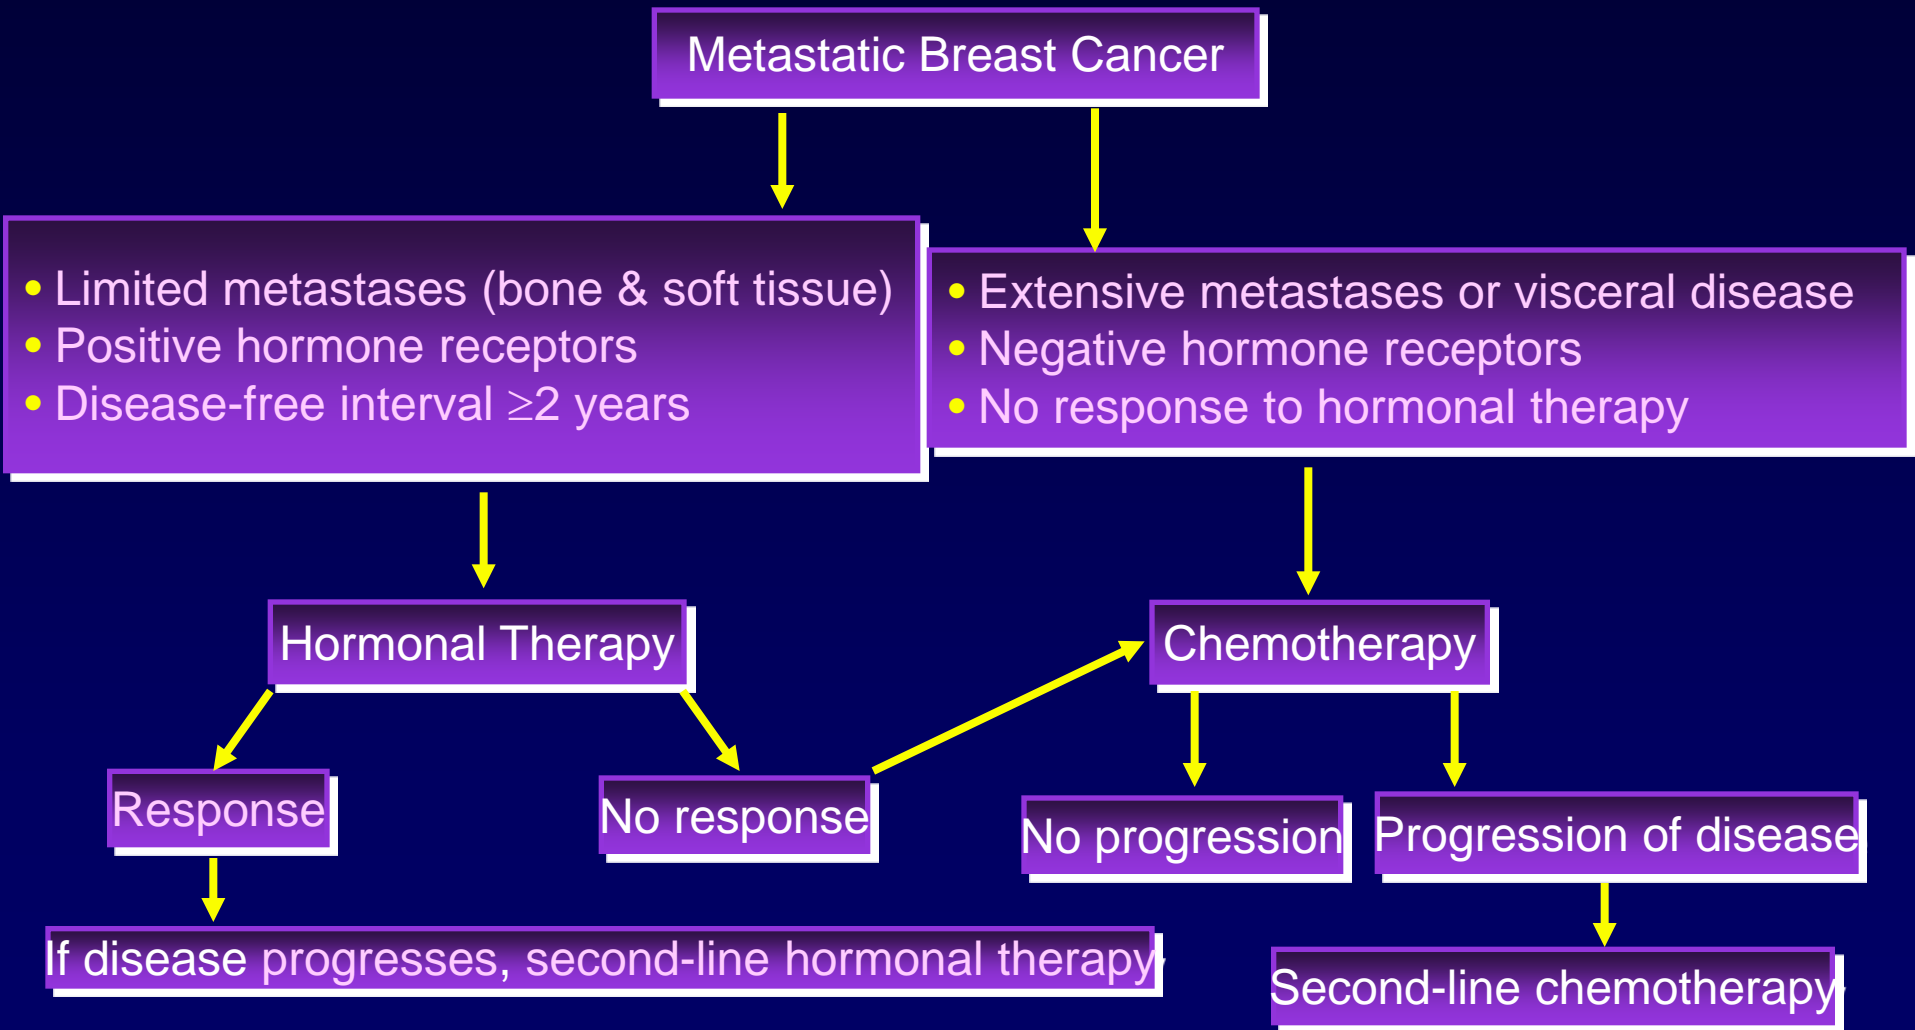 Metastatic Breast Cancer
• Limited metastases (bone & soft tissue)
• Positive hormone receptors
• Disease-free interval ≥2 years
• Extensive metastases or visceral disease
• Negative hormone receptors
• No response to hormonal therapy
Hormonal Therapy
Chemotherapy
Response
No response
No progression
Progression of disease
If disease progresses, second-line hormonal therapy
Second-line chemotherapy